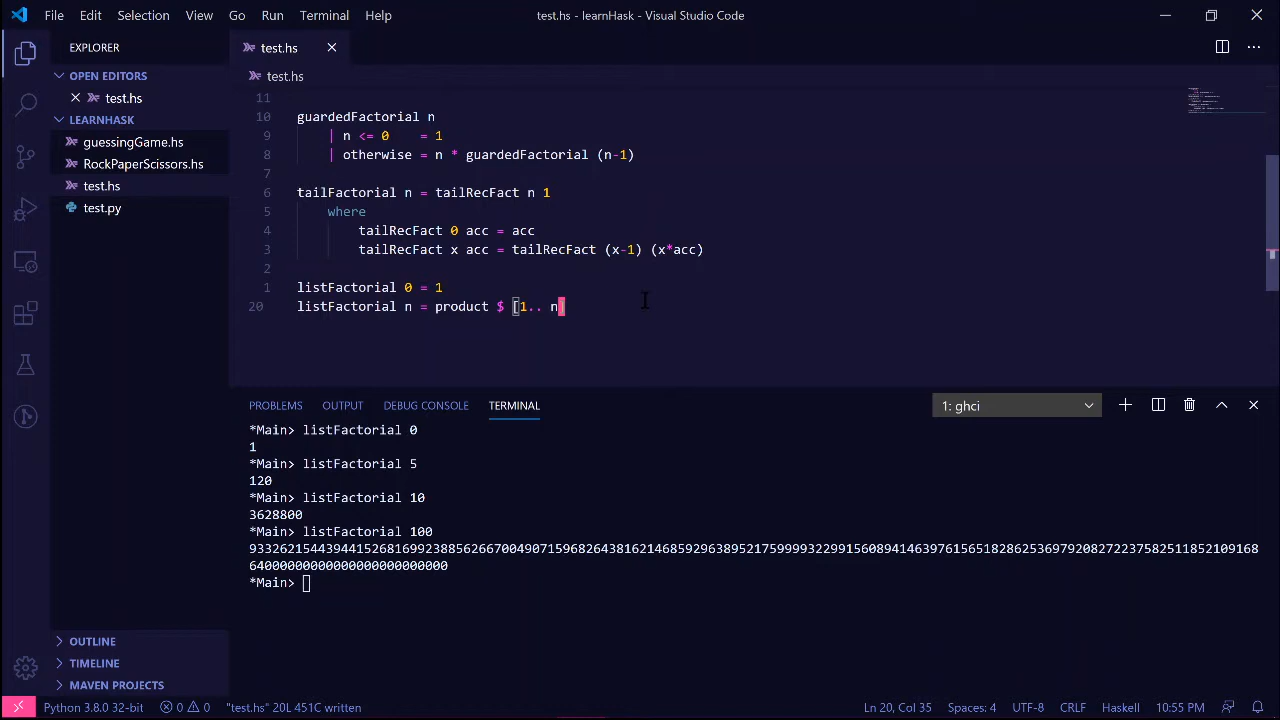 File Edit Selection View Go Run Terminal Help test.hs - learnHask - Visual Studio Code
EXPLORER
OPEN EDITORS
test.hs
LEARNHASK
guessingGame.hs
RockPaperScissors.hs
test.hs
test.py
OUTLINE
TIMELINE
MAVEN PROJECTS
test.hs
test.hs
11
10 guardedFactorial n
9 | n <= 0 = 1
8 | otherwise = n * guardedFactorial (n-1)
7
6 tailFactorial n = tailRecFact n 1
5 where
4 tailRecFact 0 acc = acc
3 tailRecFact x acc = tailRecFact (x-1) (x*acc)
2
1 listFactorial 0 = 1
20 listFactorial n = product $ [1.. n]
PROBLEMS OUTPUT DEBUG CONSOLE TERMINAL 1: ghci
*Main> listFactorial 0
1
*Main> listFactorial 5
120
*Main> listFactorial 10
3628800
*Main> listFactorial 100
93326215443944152681699238856266700490715968264381621468592963895217599993229915608941463976156518286253697920827223758251185210916864000000000000000000000000
*Main>
Python 3.8.0 32-bit 0 0 "test.hs" 20L 451C written Ln 20, Col 35 Spaces: 4 UTF-8 CRLF Haskell 10:55 PM